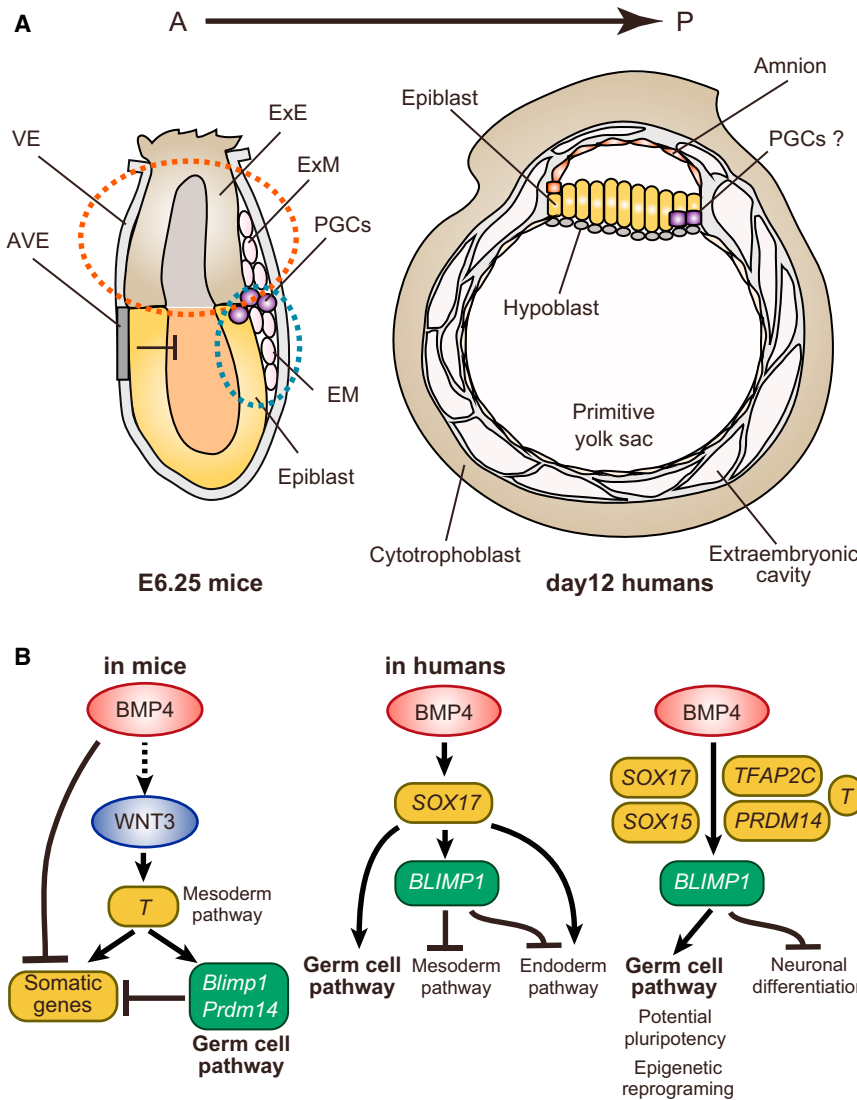 A
A
P
ExE
VE
ExM
PGCs
AVE
EM
Epiblast
E6.25 mice
Amnion
Epiblast
PGCs ?
Hypoblast
Primitive
yolk sac
Cytotrophoblast
Extraembryonic
cavity
day12 humans
B
in mice
BMP4
WNT3
T
Mesoderm
pathway
Somatic
genes
Blimp1
Prdm14
Germ cell
pathway
in humans
BMP4
SOX17
BLIMP1
Germ cell
pathway
Mesoderm
pathway
Endoderm
pathway
BMP4
SOX17
TFAP2C
T
SOX15
PRDM14
BLIMP1
Germ cell
pathway
Potential
pluripotency
Epigenetic
reprograming
Neuronal
differentiation